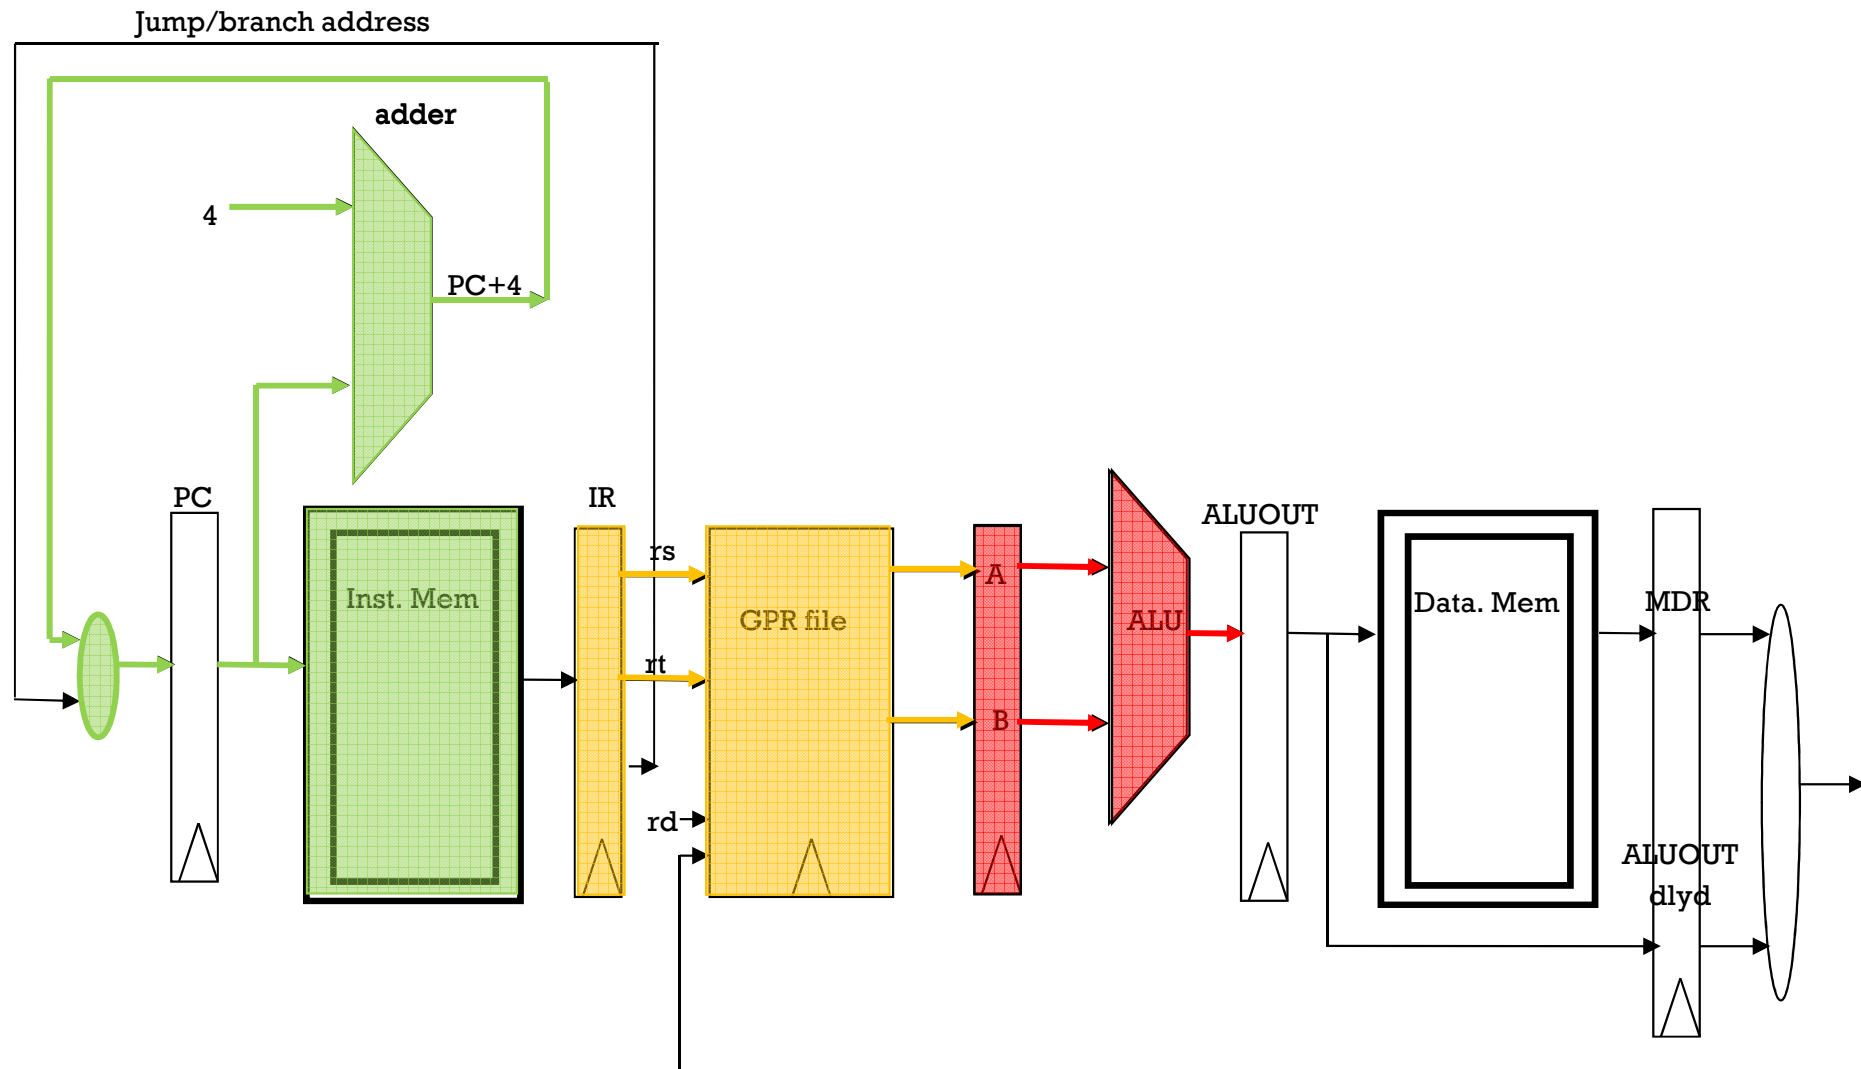 Jump/branch address
adder
4
PC+4
PC
IR
ALUOUT
rs
Inst. Mem
GPR file
A
ALU
Data. Mem
MDR
rt
B
rd
ALUOUT
dlyd